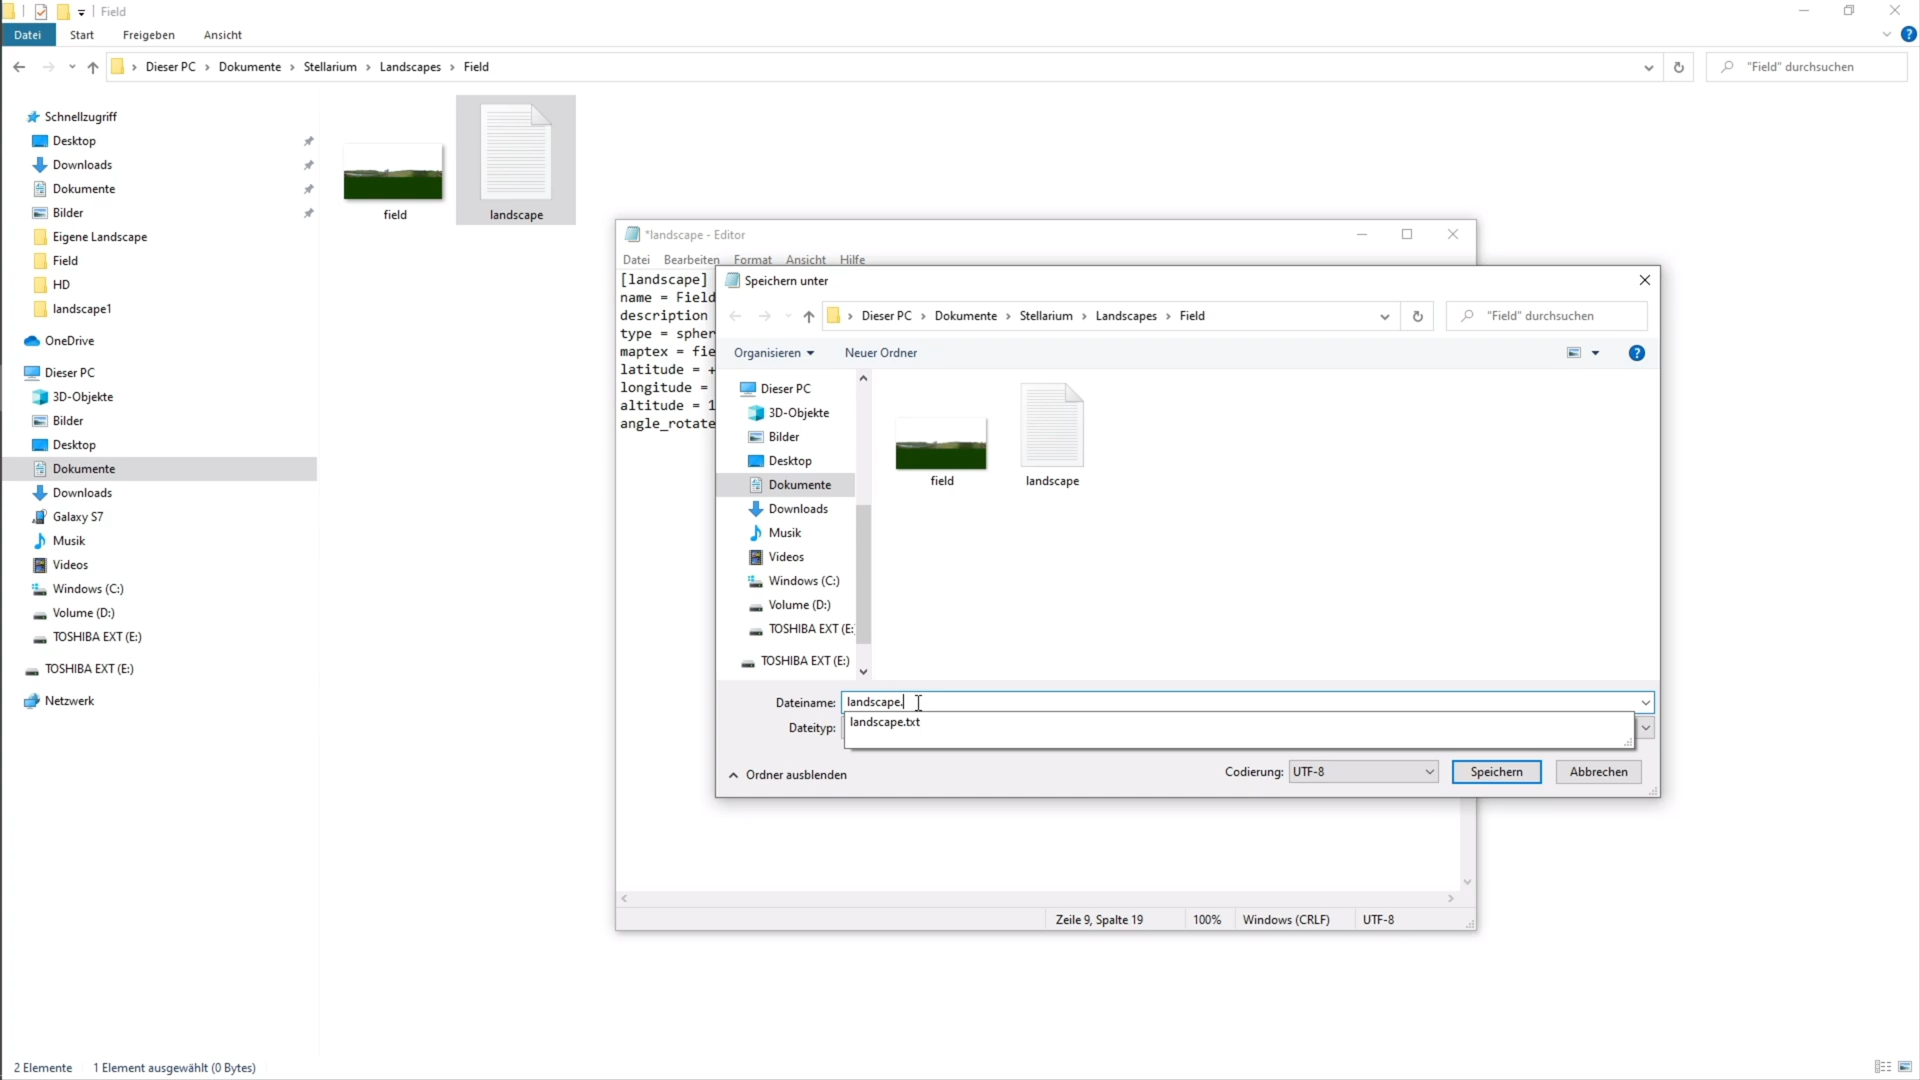 Field
Datei Start Freigeben Ansicht
Dieser PC › Dokumente › Stellarium › Landscapes › Field
"Field" durchsuchen
Schnellzugriff
Desktop
Downloads
Dokumente
Bilder
Eigene Landscape
Field
HD
landscape1
OneDrive
Dieser PC
3D-Objekte
Bilder
Desktop
Dokumente
Downloads
Galaxy S7
Musik
Videos
Windows (C:)
Volume (D:)
TOSHIBA EXT (E:)
TOSHIBA EXT (E:)
Netzwerk
field
landscape
*landscape - Editor
Datei Bearbeiten Format Ansicht Hilfe
[landscape]
name = Field
description
type = spher
maptex = fie
latitude = +
longitude =
altitude = 1
angle_rotate
Speichern unter
Dieser PC › Dokumente › Stellarium › Landscapes › Field
"Field" durchsuchen
Organisieren Neuer Ordner
Dieser PC
3D-Objekte
Bilder
Desktop
Dokumente
Downloads
Musik
Videos
Windows (C:)
Volume (D:)
TOSHIBA EXT (E:
TOSHIBA EXT (E:)
field
landscape
Dateiname: landscape.
landscape.txt
Dateityp:
Ordner ausblenden
Codierung: UTF-8
Speichern Abbrechen
Zeile 9, Spalte 19 100% Windows (CRLF) UTF-8
2 Elemente 1 Element ausgewählt (0 Bytes)